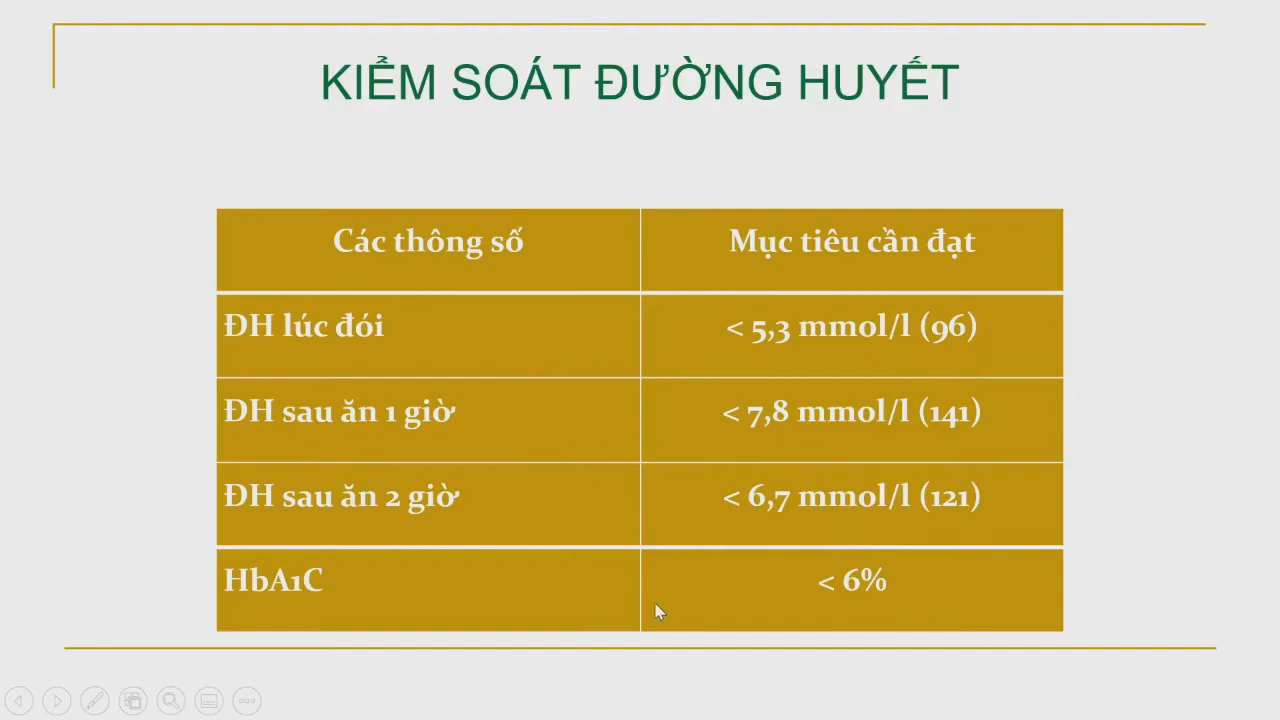 KIỂM SOÁT ĐƯỜNG HUYẾT
Các thông số
Mục tiêu cần đạt
ĐH lúc đói
< 5,3 mmol/l (96)
ĐH sau ăn 1 giờ
< 7,8 mmol/l (141)
ĐH sau ăn 2 giờ
< 6,7 mmol/l (121)
HbA1C
< 6%